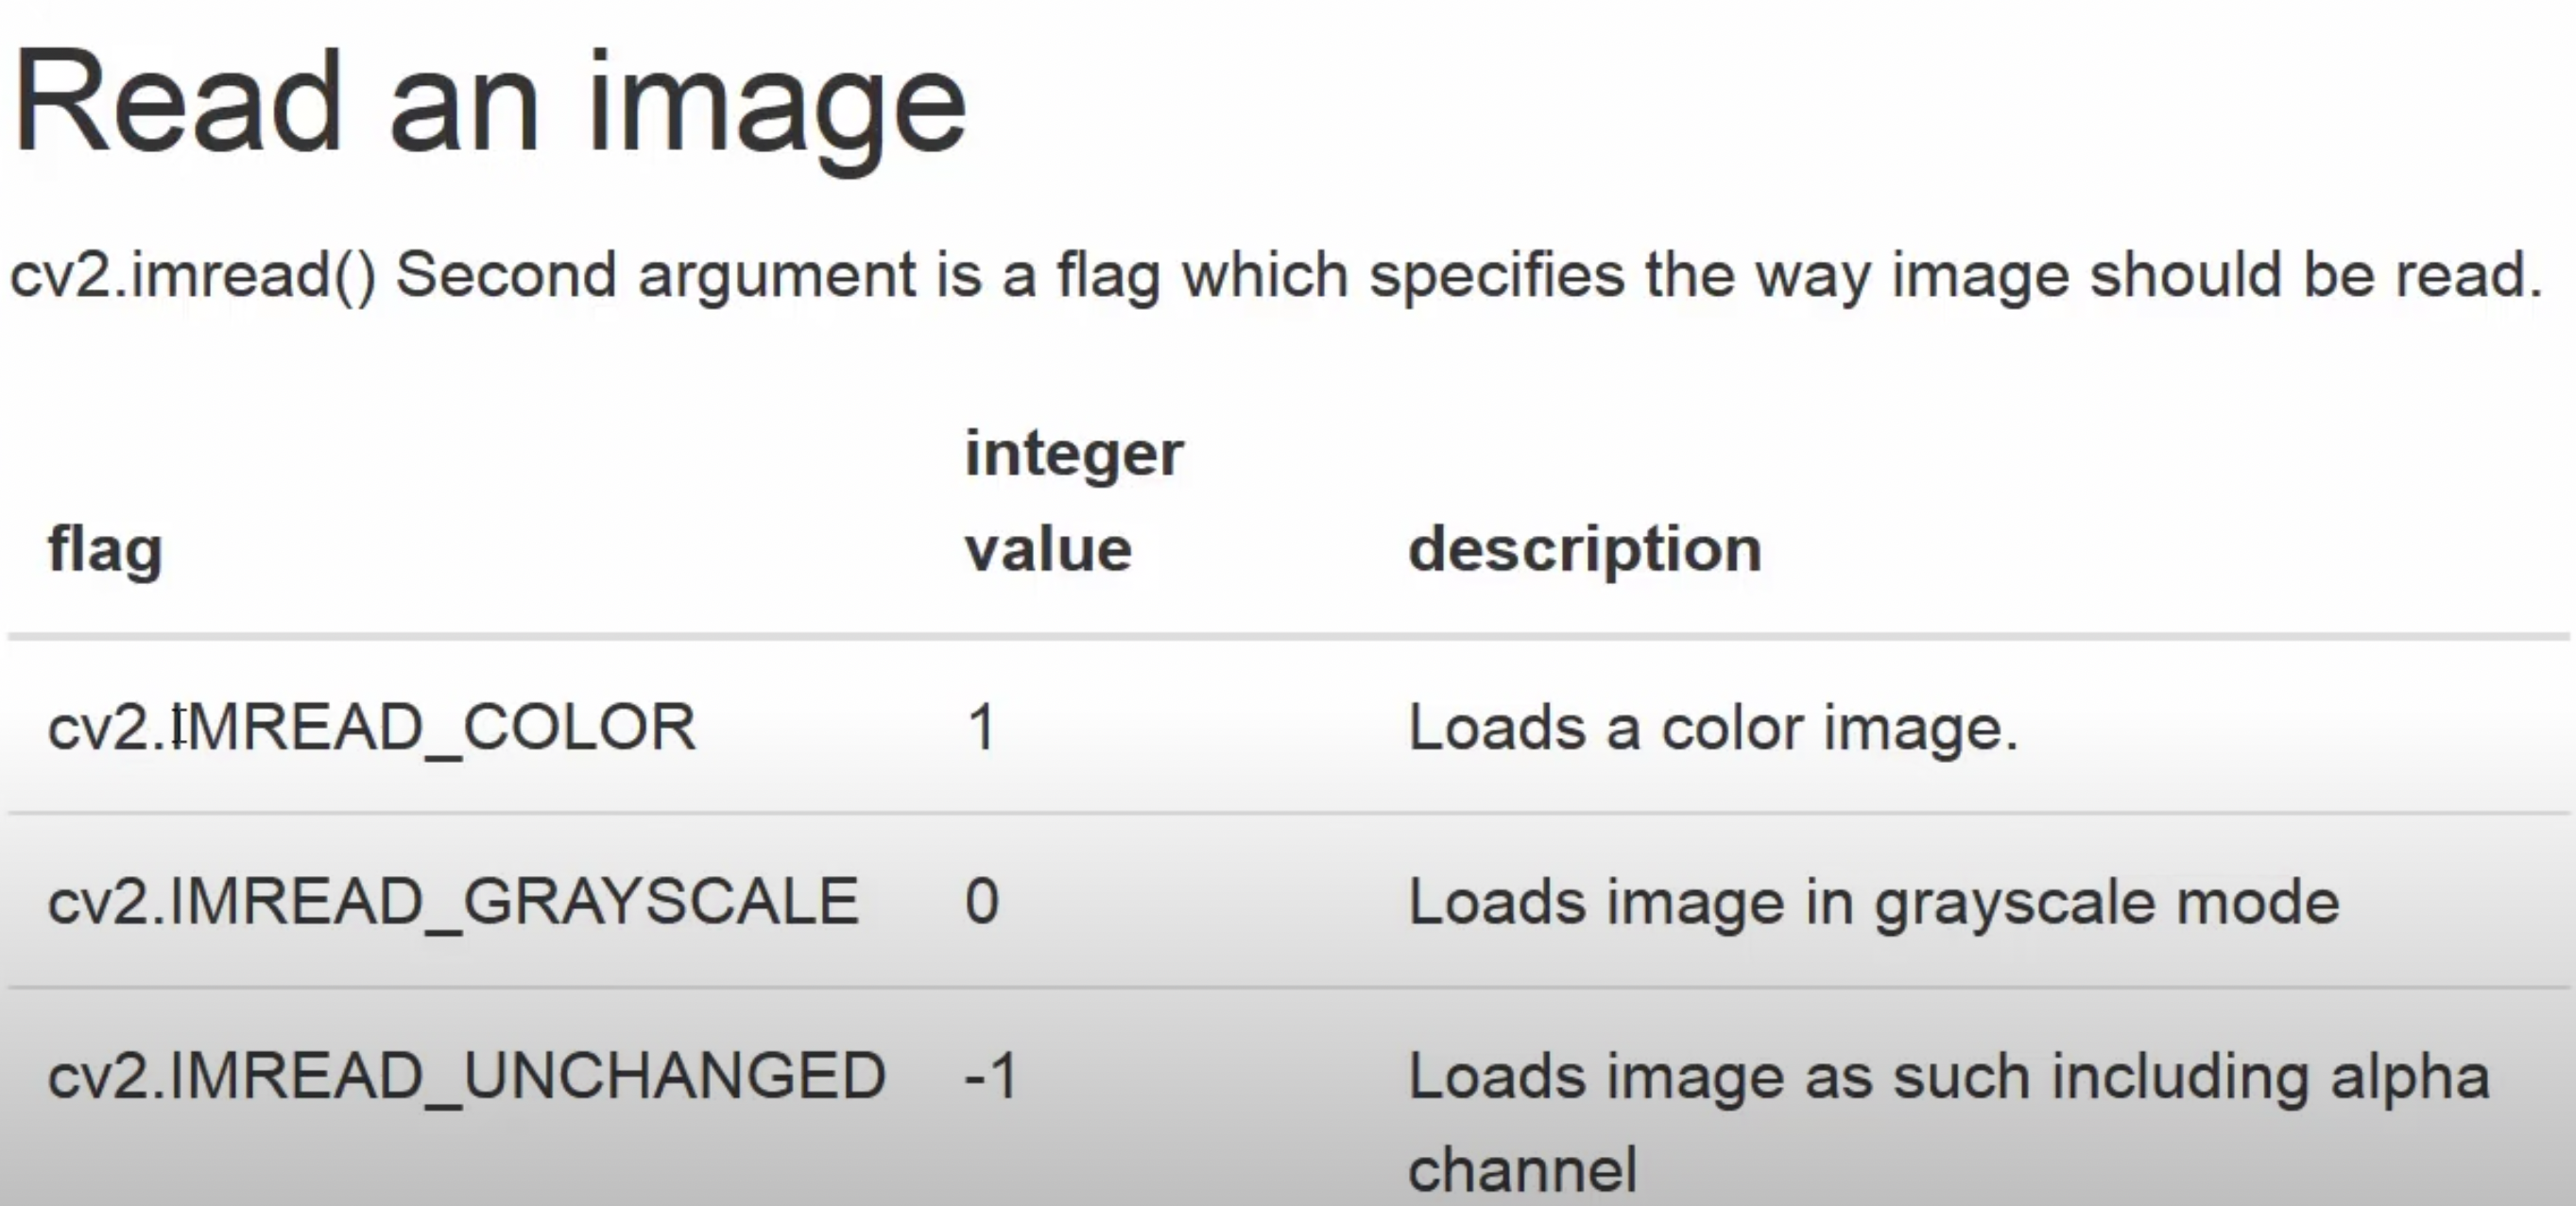 Read an image
cv2.imread() Second argument is a flag which specifies the way image should be read.
integer
flag value description
cv2.IMREAD_COLOR 1 Loads a color image.
cv2.IMREAD_GRAYSCALE 0 Loads image in grayscale mode
cv2.IMREAD_UNCHANGED -1 Loads image as such including alpha
channel